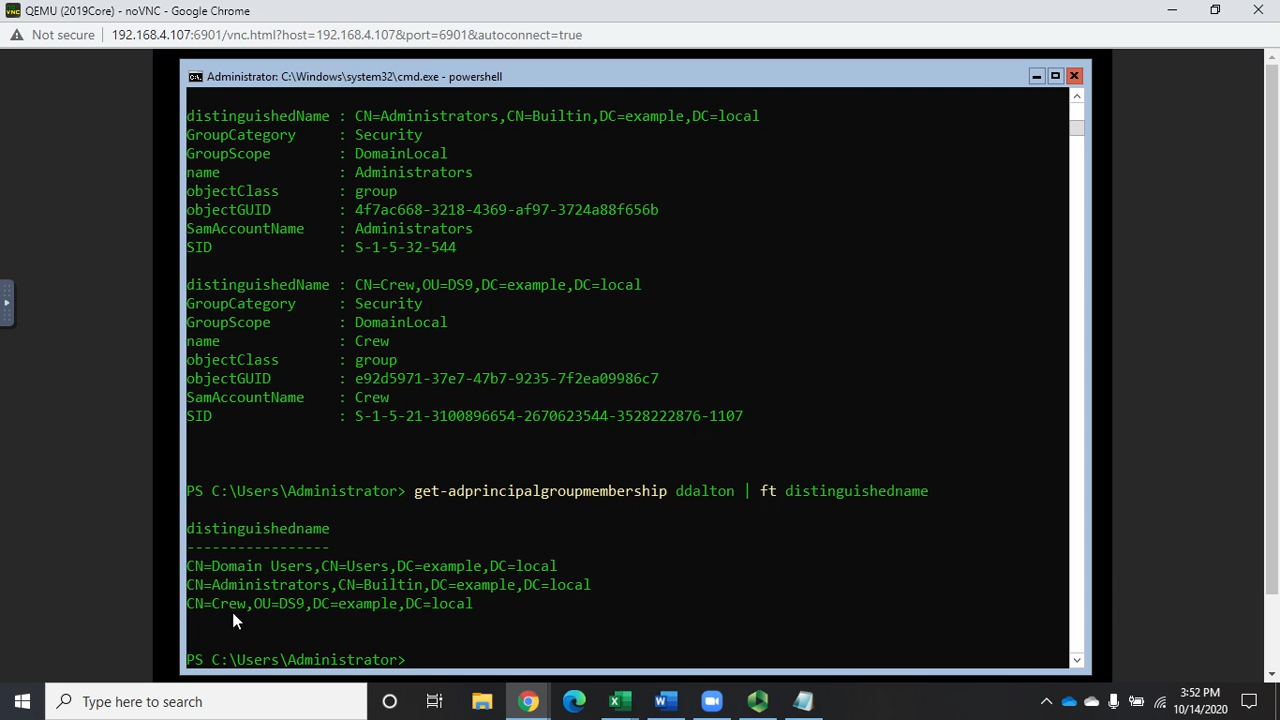 QEMU (2019Core) - noVNC - Google Chrome
Not secure 192.168.4.107:6901/vnc.html?host=192.168.4.107&port=6901&autoconnect=true
Administrator: C:\Windows\system32\cmd.exe - powershell
distinguishedName : CN=Administrators,CN=Builtin,DC=example,DC=local
GroupCategory : Security
GroupScope : DomainLocal
name : Administrators
objectClass : group
objectGUID : 4f7ac668-3218-4369-af97-3724a88f656b
SamAccountName : Administrators
SID : S-1-5-32-544
distinguishedName : CN=Crew,OU=DS9,DC=example,DC=local
GroupCategory : Security
GroupScope : DomainLocal
name : Crew
objectClass : group
objectGUID : e92d5971-37e7-47b7-9235-7f2ea09986c7
SamAccountName : Crew
SID : S-1-5-21-3100896654-2670623544-3528222876-1107
PS C:\Users\Administrator> get-adprincipalgroupmembership ddalton | ft distinguishedname
distinguishedname
-----------------
CN=Domain Users,CN=Users,DC=example,DC=local
CN=Administrators,CN=Builtin,DC=example,DC=local
CN=Crew,OU=DS9,DC=example,DC=local
PS C:\Users\Administrator>
Type here to search
3:52 PM
10/14/2020